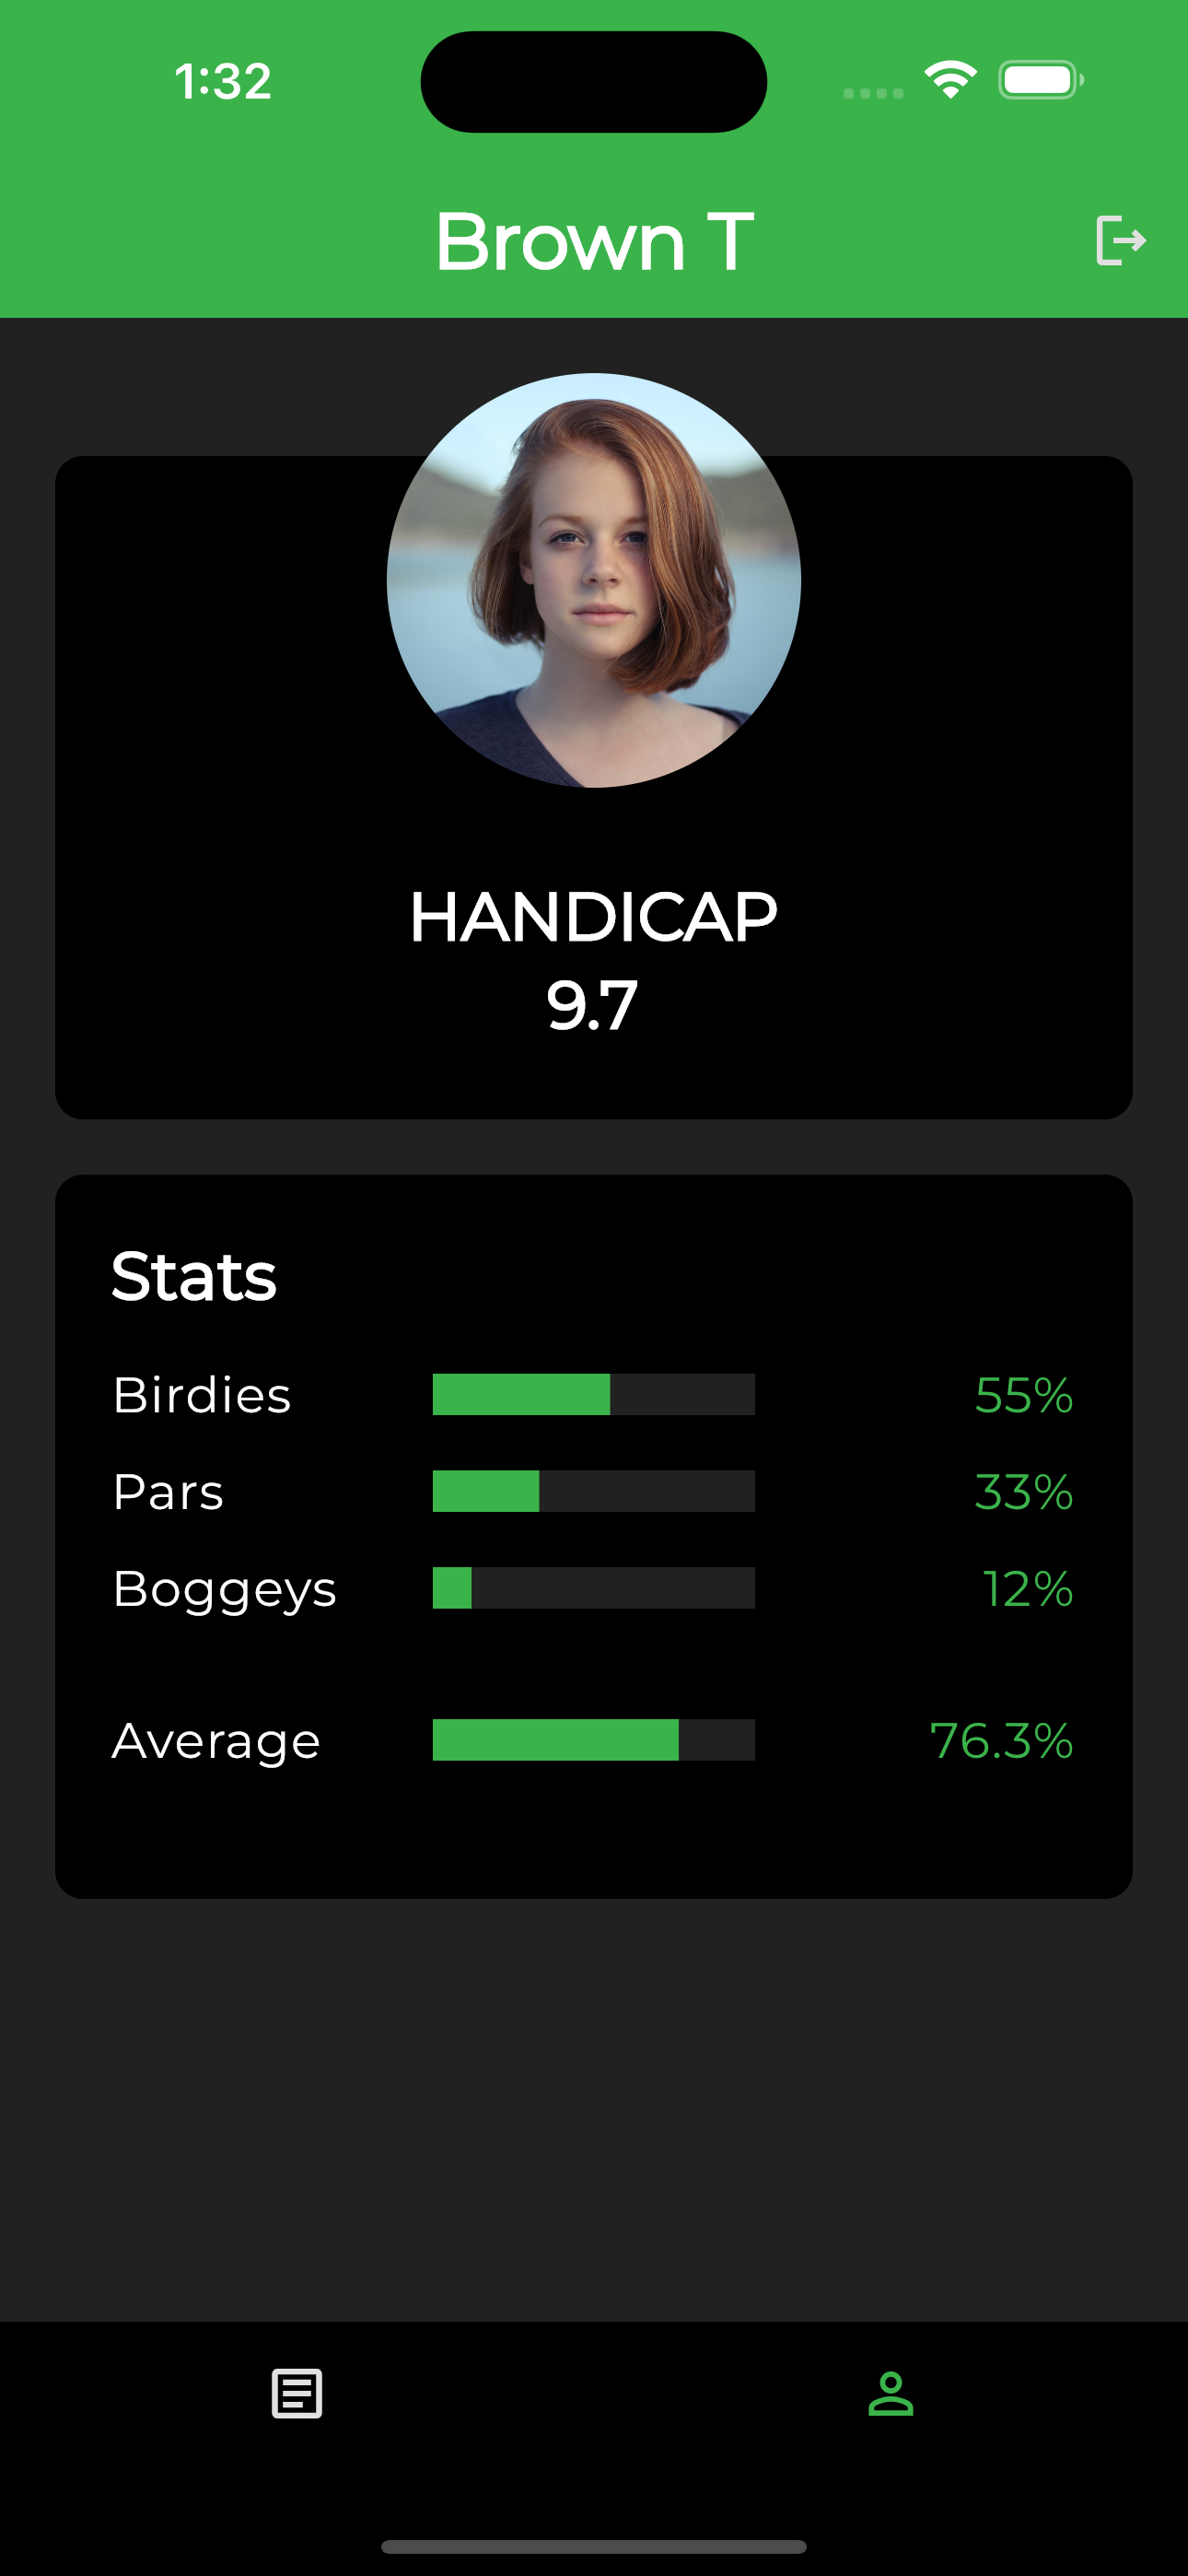 1:32
Brown T
HANDICAP
9.7
Stats
Birdies 55%
Pars 33%
Boggeys 12%
Average 76.3%